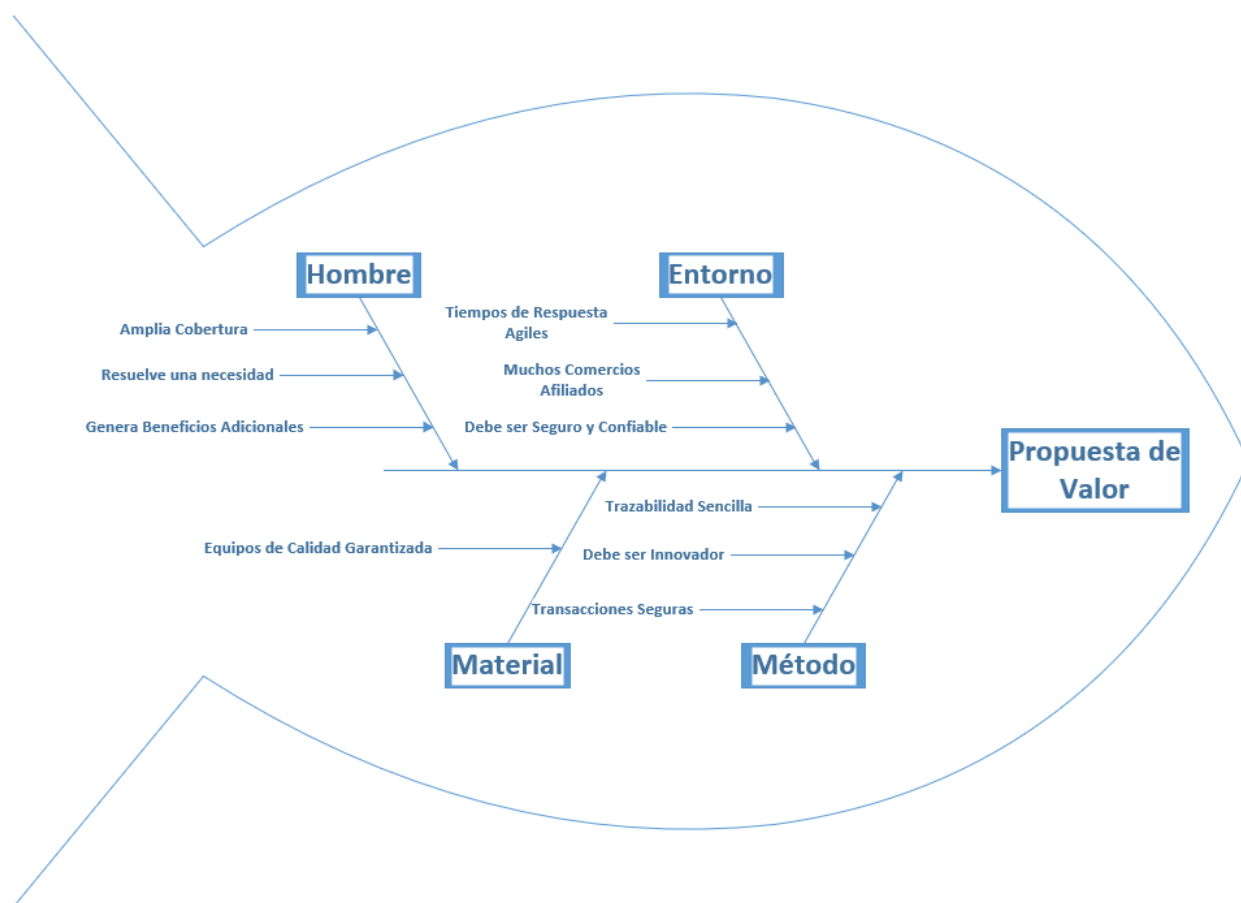 Hombre
Entorno
Amplia Cobertura
Resuelve una necesidad
Genera Beneficios Adicionales
Tiempos de Respuesta
Agiles
Muchos Comercios
Afiliados
Debe ser Seguro y Confiable
Propuesta de
Valor
Equipos de Calidad Garantizada
Trazabilidad Sencilla
Debe ser Innovador
Transacciones Seguras
Material
Método